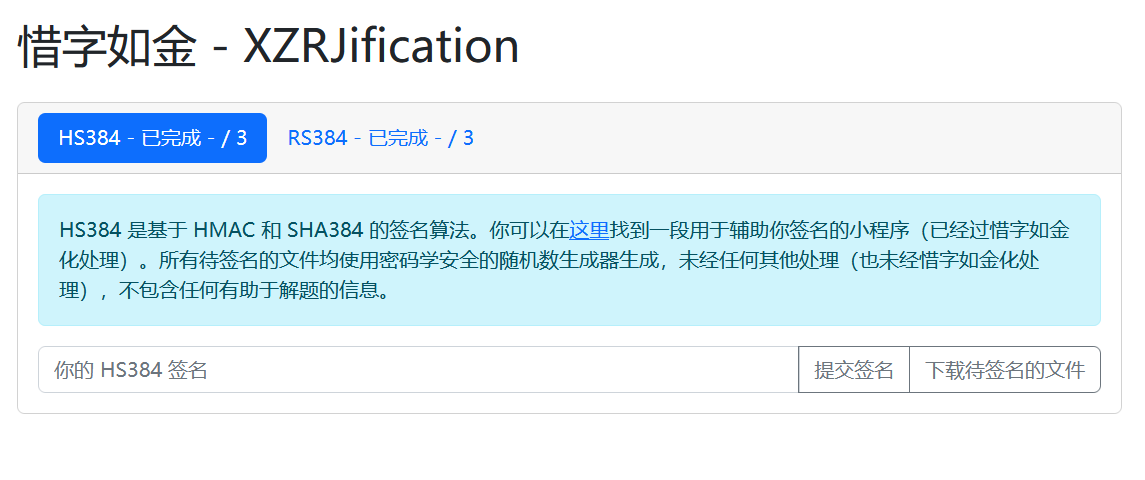 惜字如金 - XZRJification
HS384 - 已完成 - / 3 RS384 - 已完成 - / 3
HS384 是基于 HMAC 和 SHA384 的签名算法。你可以在这里找到一段用于辅助你签名的小程序（已经过惜字如金
化处理）。所有待签名的文件均使用密码学安全的随机数生成器生成，未经任何其他处理（也未经惜字如金化处
理），不包含任何有助于解题的信息。
你的 HS384 签名 提交签名 下载待签名的文件